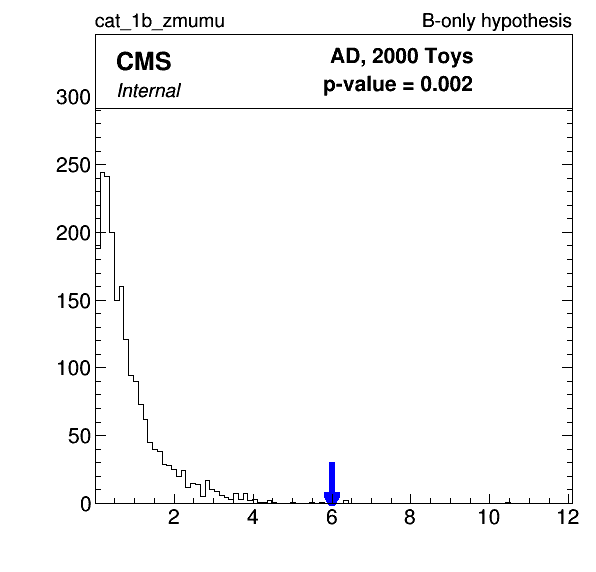 cat_1b_zmumu
B-only hypothesis
CMS
Internal
AD, 2000 Toys
p-value = 0.002
300
250
200
150
100
50
0
2 4 6 8 10 12